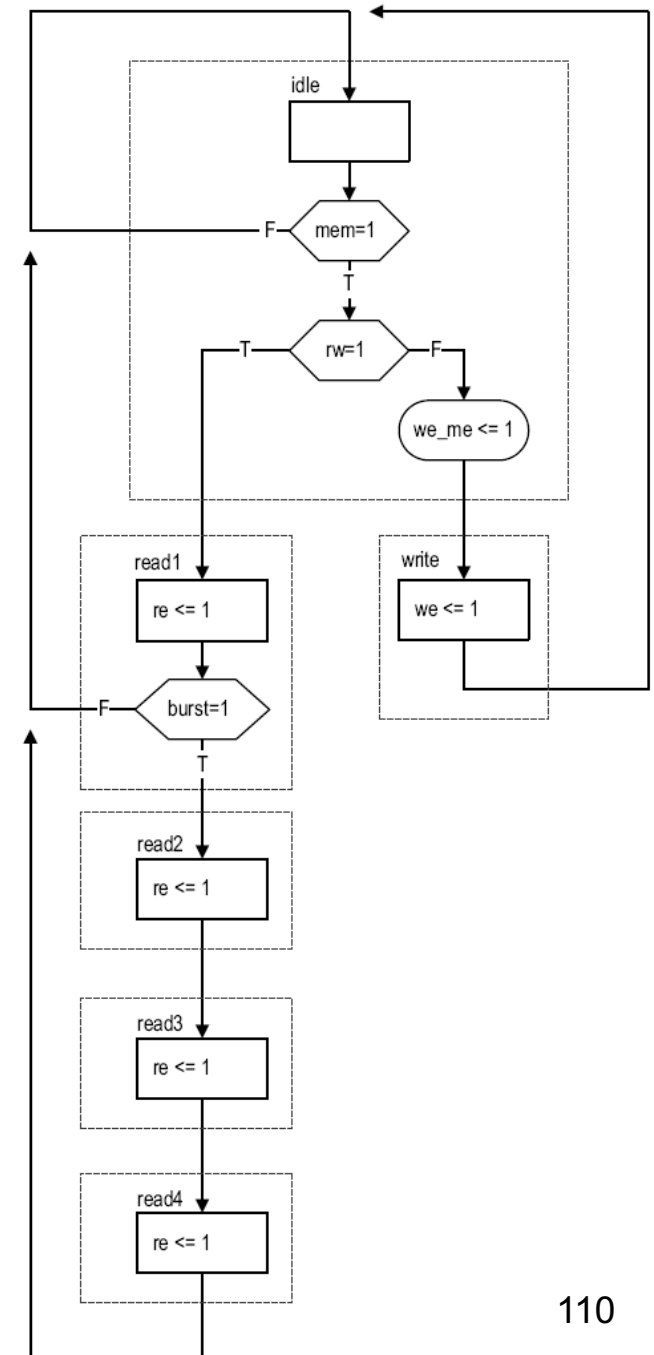 idle
F
mem=1
T
T
rw=1
F
we_me <= 1
read1
re <= 1
write
we <= 1
F
burst=1
T
read2
re <= 1
read3
re <= 1
read4
re <= 1
110